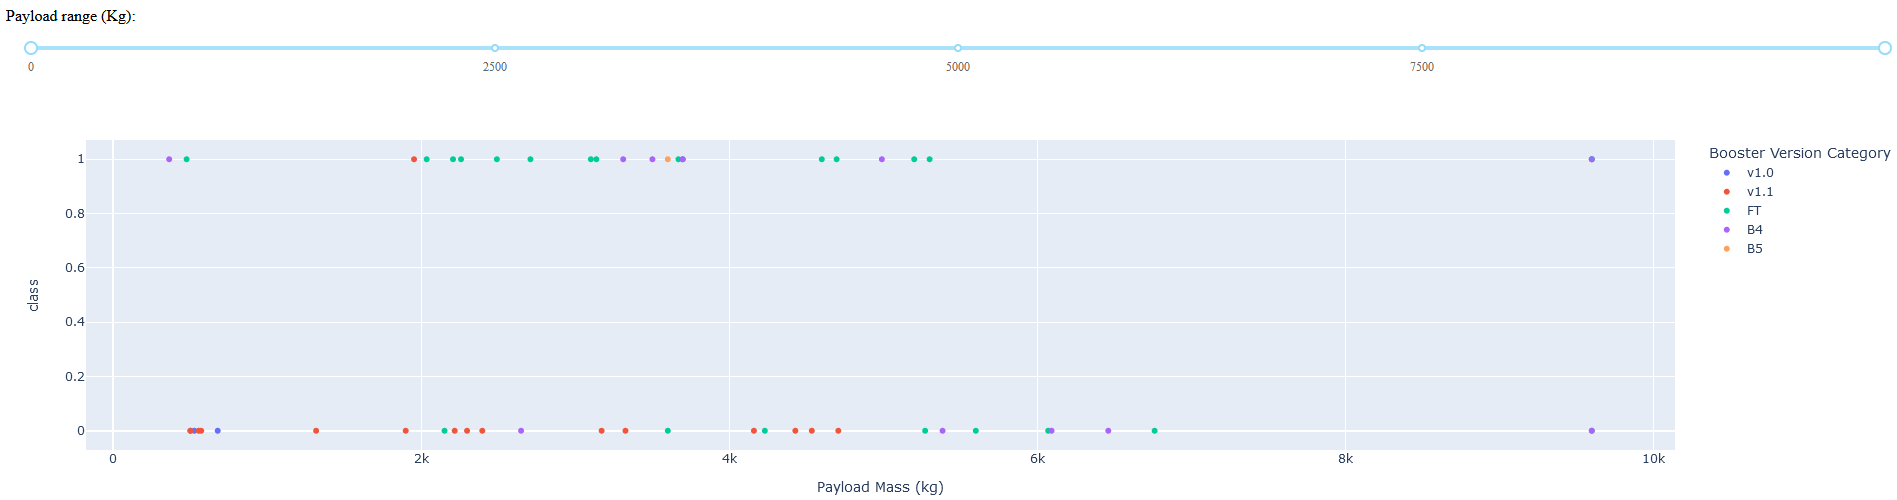 Payload range (Kg):
0 2500 5000 7500
Booster Version Category
v1.0
v1.1
FT
B4
B5
1
0.8
0.6
0.4
0.2
0
class
0 2k 4k 6k 8k 10k
Payload Mass (kg)